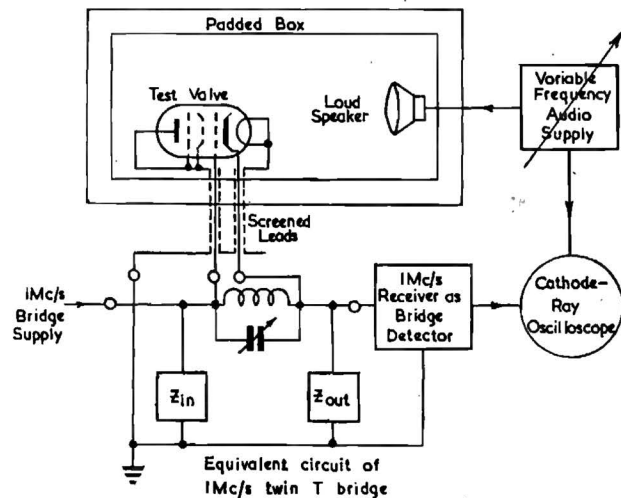 Padded Box
Test Valve
Loud
Speaker
Variable
Frequency
Audio
Supply
Screened
Leads
1Mc/s
Bridge
Supply
1Mc/s
Receiver as
Bridge
Detector
Cathode-
Ray
Oscilloscope
Zin
Zout
Equivalent circuit of
1Mc/s twin T bridge